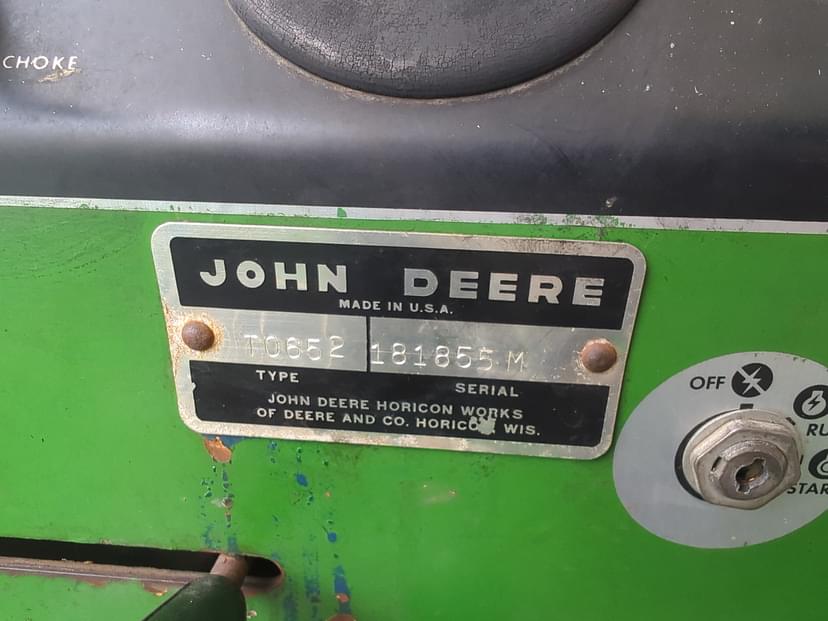 CHOKE
JOHN DEERE
MADE IN U.S.A.
T0652 181855 M
TYPE SERIAL
JOHN DEERE HORICON WORKS
OF DEERE AND CO. HORICON, WIS.
OFF